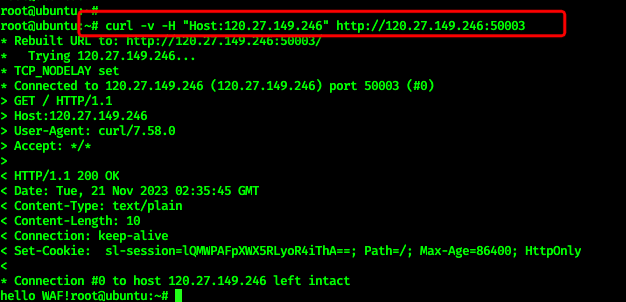 root@ubuntu:~#
root@ubuntu:~# curl -v -H "Host:120.27.149.246" http://120.27.149.246:50003
* Rebuilt URL to: http://120.27.149.246:50003/
*   Trying 120.27.149.246...
* TCP_NODELAY set
* Connected to 120.27.149.246 (120.27.149.246) port 50003 (#0)
> GET / HTTP/1.1
> Host:120.27.149.246
> User-Agent: curl/7.58.0
> Accept: */*
>
< HTTP/1.1 200 OK
< Date: Tue, 21 Nov 2023 02:35:45 GMT
< Content-Type: text/plain
< Content-Length: 10
< Connection: keep-alive
< Set-Cookie:  sl-session=lQMWPAFpXWX5RLyoR4iThA==; Path=/; Max-Age=86400; HttpOnly
<
* Connection #0 to host 120.27.149.246 left intact
hello WAF!root@ubuntu:~#